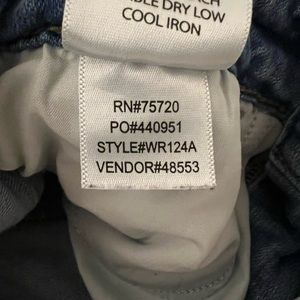 DRY LOW
COOL IRON
RN#75720
PO#440951
STYLE#WR124A
VENDOR#48553